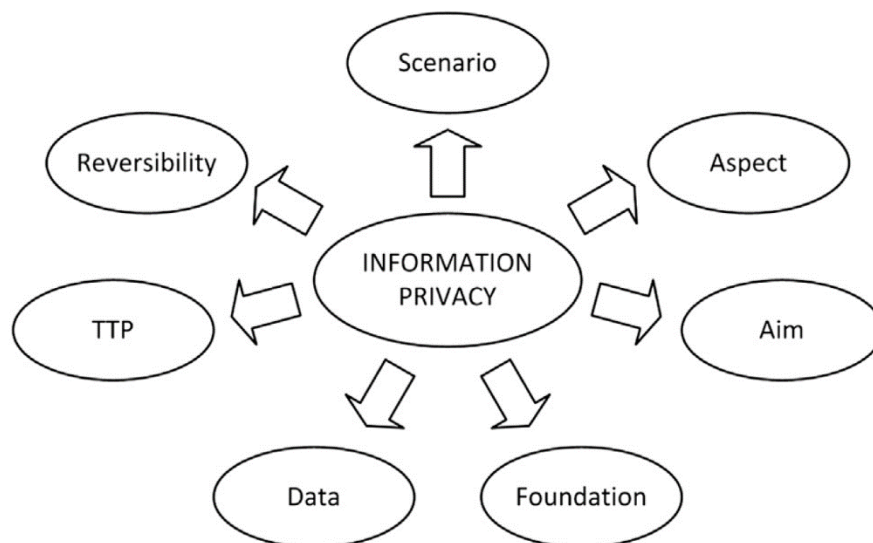 Scenario
Reversibility
Aspect
INFORMATION
PRIVACY
TTP
Aim
Data
Foundation